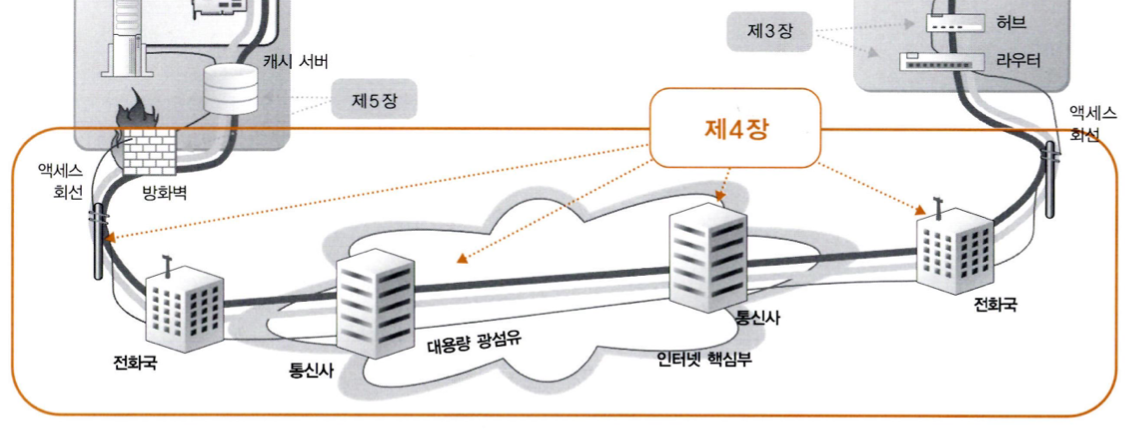 제3장
허브
라우터
캐시 서버
제5장
제4장
액세스
회선
액세스
회선
방화벽
전화국
통신사
전화국
대용량 광섬유
인터넷 핵심부
통신사